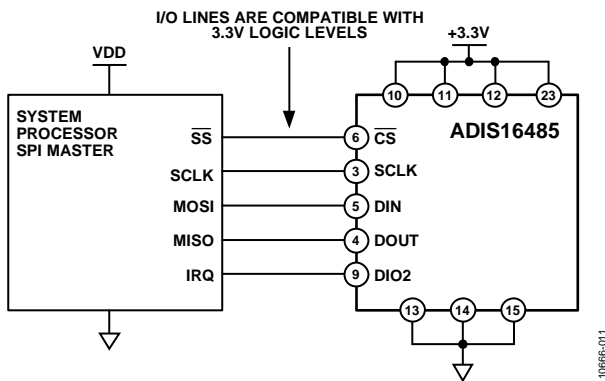 I/O LINES ARE COMPATIBLE WITH
3.3V LOGIC LEVELS
VDD
+3.3V
10
11
12
23
SYSTEM
PROCESSOR
SPI MASTER
ADIS16485
SS
6
CS
SCLK
3
SCLK
MOSI
5
DIN
MISO
4
DOUT
IRQ
9
DIO2
13
14
15
10666-011